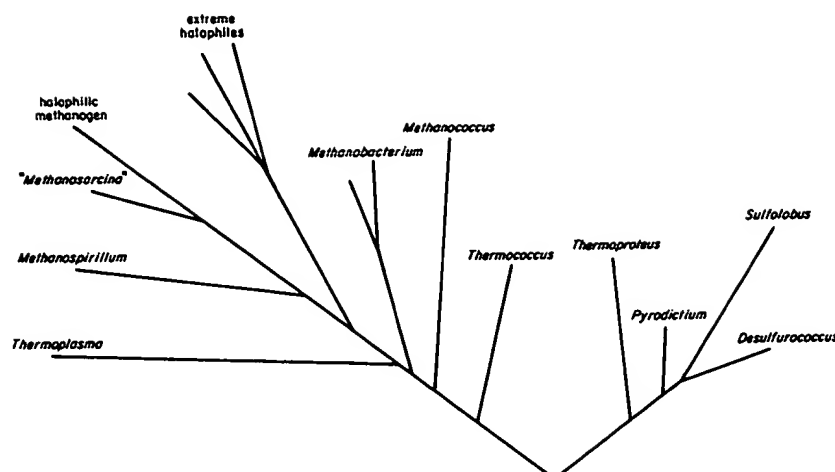 extreme
halophiles
halophilic
methanogen
Methanococcus
Methanobacterium
"Methanosarcina"
Sulfolobus
Thermoproteus
Methanospirillum
Thermococcus
Pyrodictium
Desulfurococcus
Thermoplasma